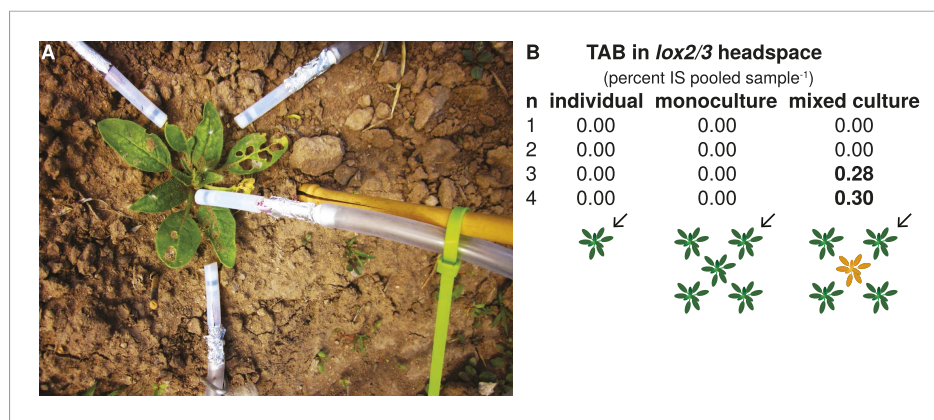 A
B TAB in lox2/3 headspace
(percent IS pooled sample⁻¹)
n individual monoculture mixed culture
1 0.00 0.00 0.00
2 0.00 0.00 0.00
3 0.00 0.00 0.28
4 0.00 0.00 0.30